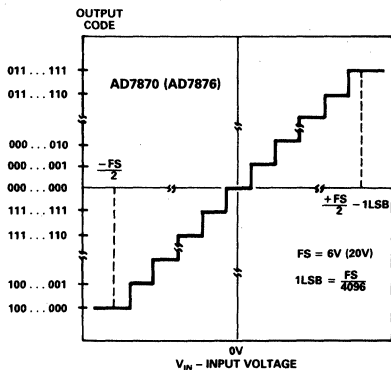 OUTPUT
CODE
011...111
011...110
000...010
000...001
000...000
111...111
111...110
100...001
100...000
AD7870 (AD7876)
−FS
2
+FS
2
− 1LSB
FS = 6V (20V)
1LSB = FS
4096
0V
VIN – INPUT VOLTAGE